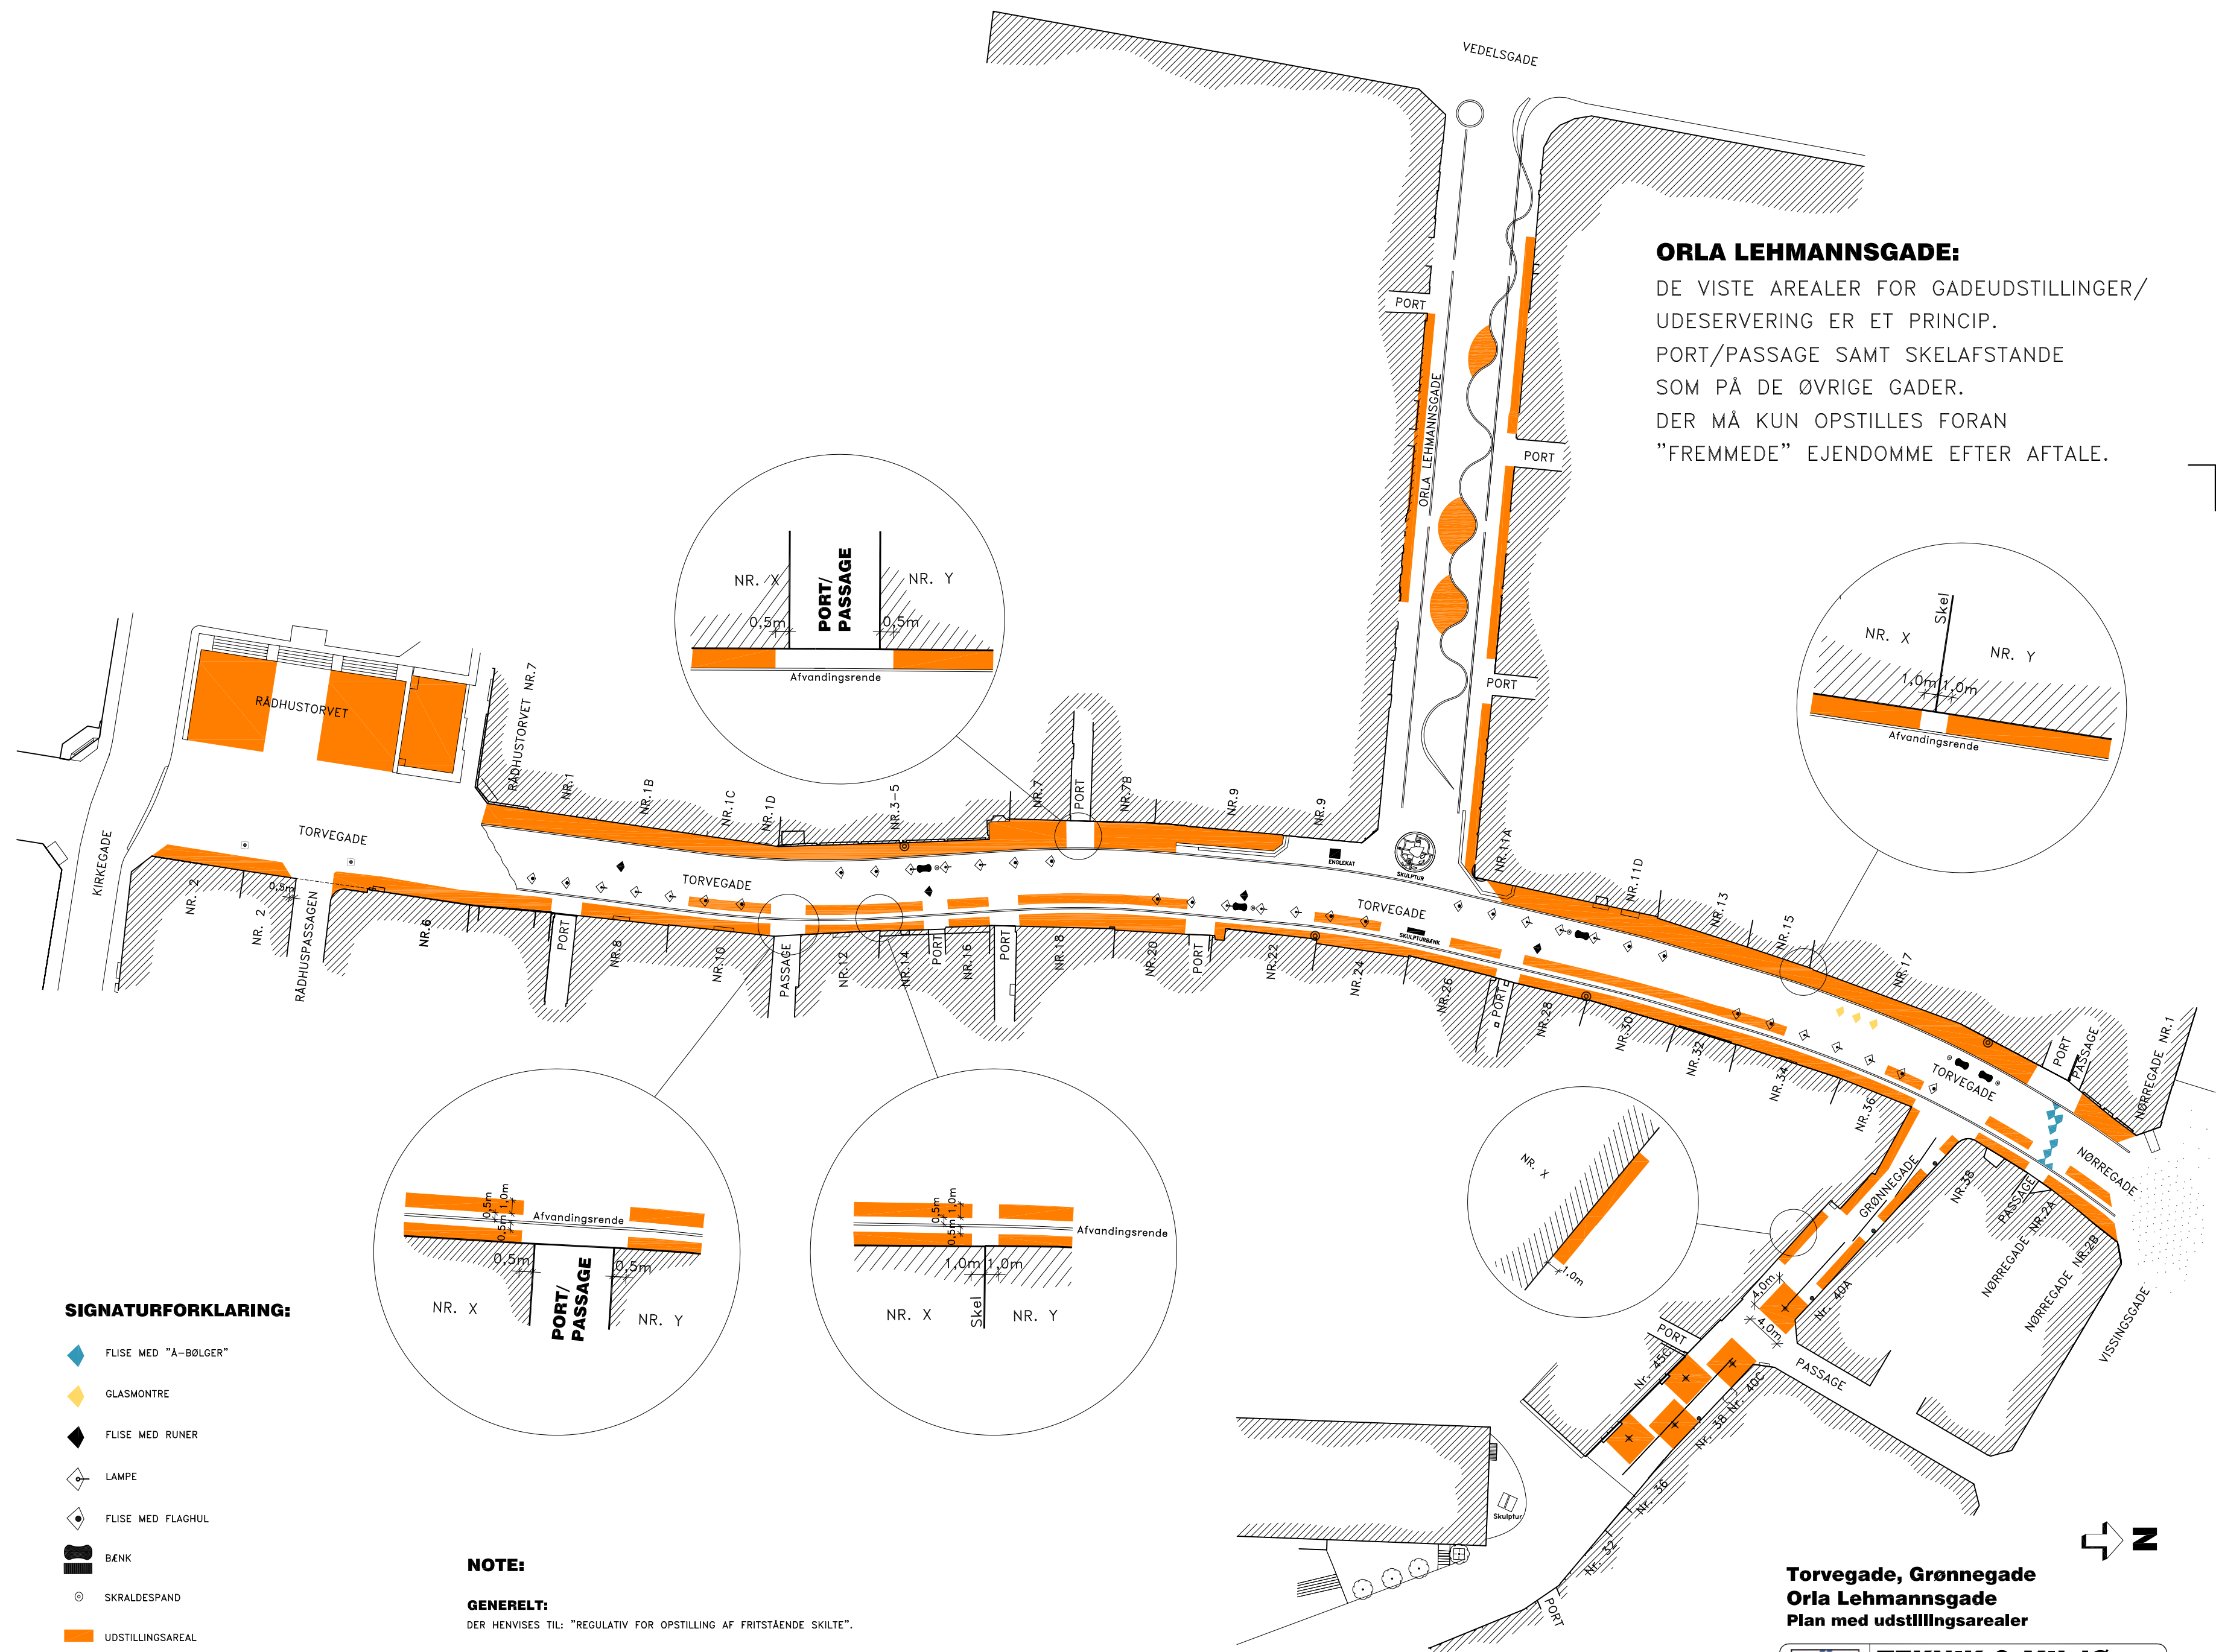 VEDELSGADE
ORLA LEHMANNSGADE:
DE VISTE AREALER FOR GADEUDSTILLINGER/
UDESERVERING ER ET PRINCIP.
PORT/PASSAGE SAMT SKELAFSTANDE
SOM PÅ DE ØVRIGE GADER.
DER MÅ KUN OPSTILLES FORAN
"FREMMEDE" EJENDOMME EFTER AFTALE.
PORT
ORLA LEHMANNSGADE
PORT
PORT
NR. X
PORT/
PASSAGE
NR. Y
0,5m
0,5m
Afvandingsrende
NR. X
Skel
NR. Y
1,0m
1,0m
Afvandingsrende
RÅDHUSTORVET
RÅDHUSTORVET NR.7
NR.1
NR.1B
NR.1C
NR.1D
NR.3-5
NR.7
PORT
NR.7B
NR.9
NR.9
ENGLEKAT
SKULPTUR
NR.11A
NR.11D
NR.13
NR.15
NR.17
PORT
PASSAGE
NØRREGADE NR.1
KIRKEGADE
TORVEGADE
TORVEGADE
TORVEGADE
TORVEGADE
NØRREGADE
SKULPTURBÆNK
NR. 2
NR. 2
0,5m
RÅDHUSPASSAGEN
NR.6
PORT
NR.8
NR.10
PASSAGE
NR.12
NR.14
PORT
NR.16
PORT
NR.18
NR.20
PORT
NR.22
NR.24
NR.26
PORT
NR.28
NR.30
NR.32
NR.34
NR.36
GRØNNEGADE
NR.38
PASSAGE
NØRREGADE NR.2A
NØRREGADE NR.2B
VISSINGSGADE
0,5m
1,0m
0,5m
Afvandingsrende
0,5m
0,5m
NR. X
PORT/
PASSAGE
NR. Y
0,5m
1,0m
0,5m
Afvandingsrende
1,0m
1,0m
NR. X
Skel
NR. Y
NR. X
1,0m
4,0m
4,0m
Nr. 40A
PORT
Nr. 45C
PASSAGE
Nr. 40C
Nr. 38
Nr. 36
Nr. 32
PORT
Skulptur
SIGNATURFORKLARING:
FLISE MED "Å-BØLGER"
GLASMONTRE
FLISE MED RUNER
LAMPE
FLISE MED FLAGHUL
BÆNK
SKRALDESPAND
UDSTILLINGSAREAL
NOTE:
GENERELT:
DER HENVISES TIL: "REGULATIV FOR OPSTILLING AF FRITSTÅENDE SKILTE".
N
Torvegade, Grønnegade
Orla Lehmannsgade
Plan med udstillingsarealer